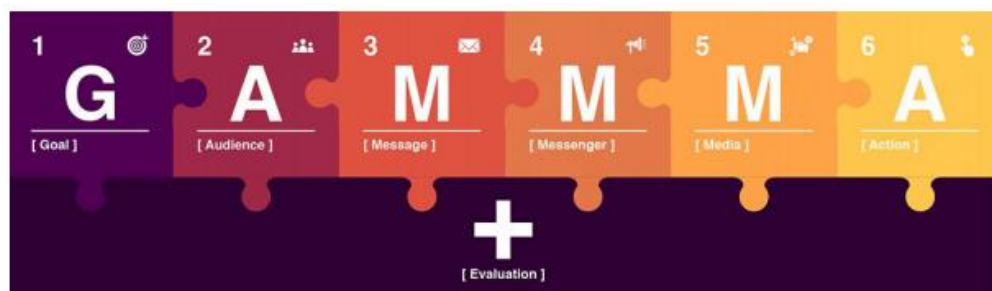 1 2 3 4 5 6
G A M M M A
[ Goal ] [ Audience ] [ Message ] [ Messenger ] [ Media ] [ Action ]
+
[ Evaluation ]